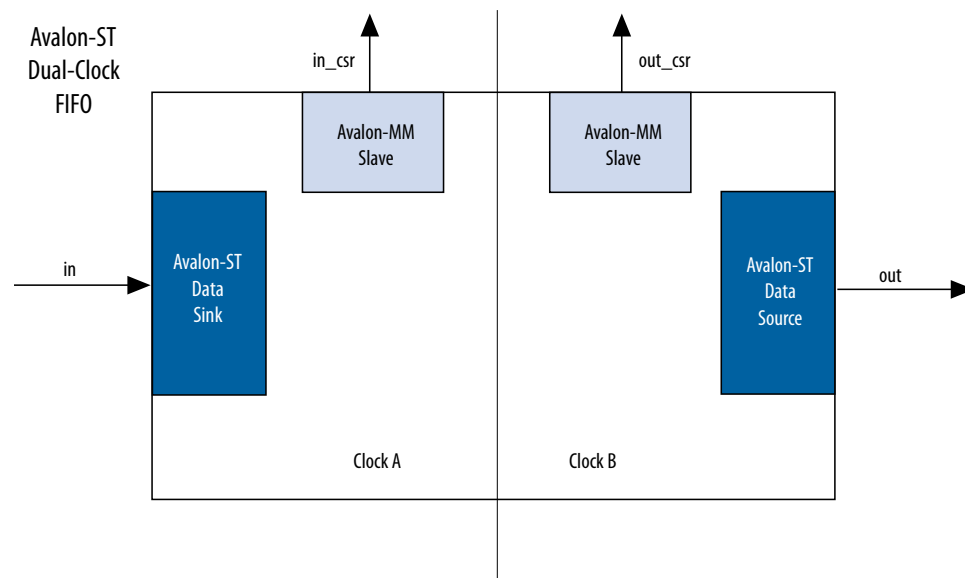 Avalon-ST
Dual-Clock
FIFO
in_csr
out_csr
Avalon-MM
Slave
Avalon-MM
Slave
in
Avalon-ST
Data
Sink
Avalon-ST
Data
Source
out
Clock A
Clock B